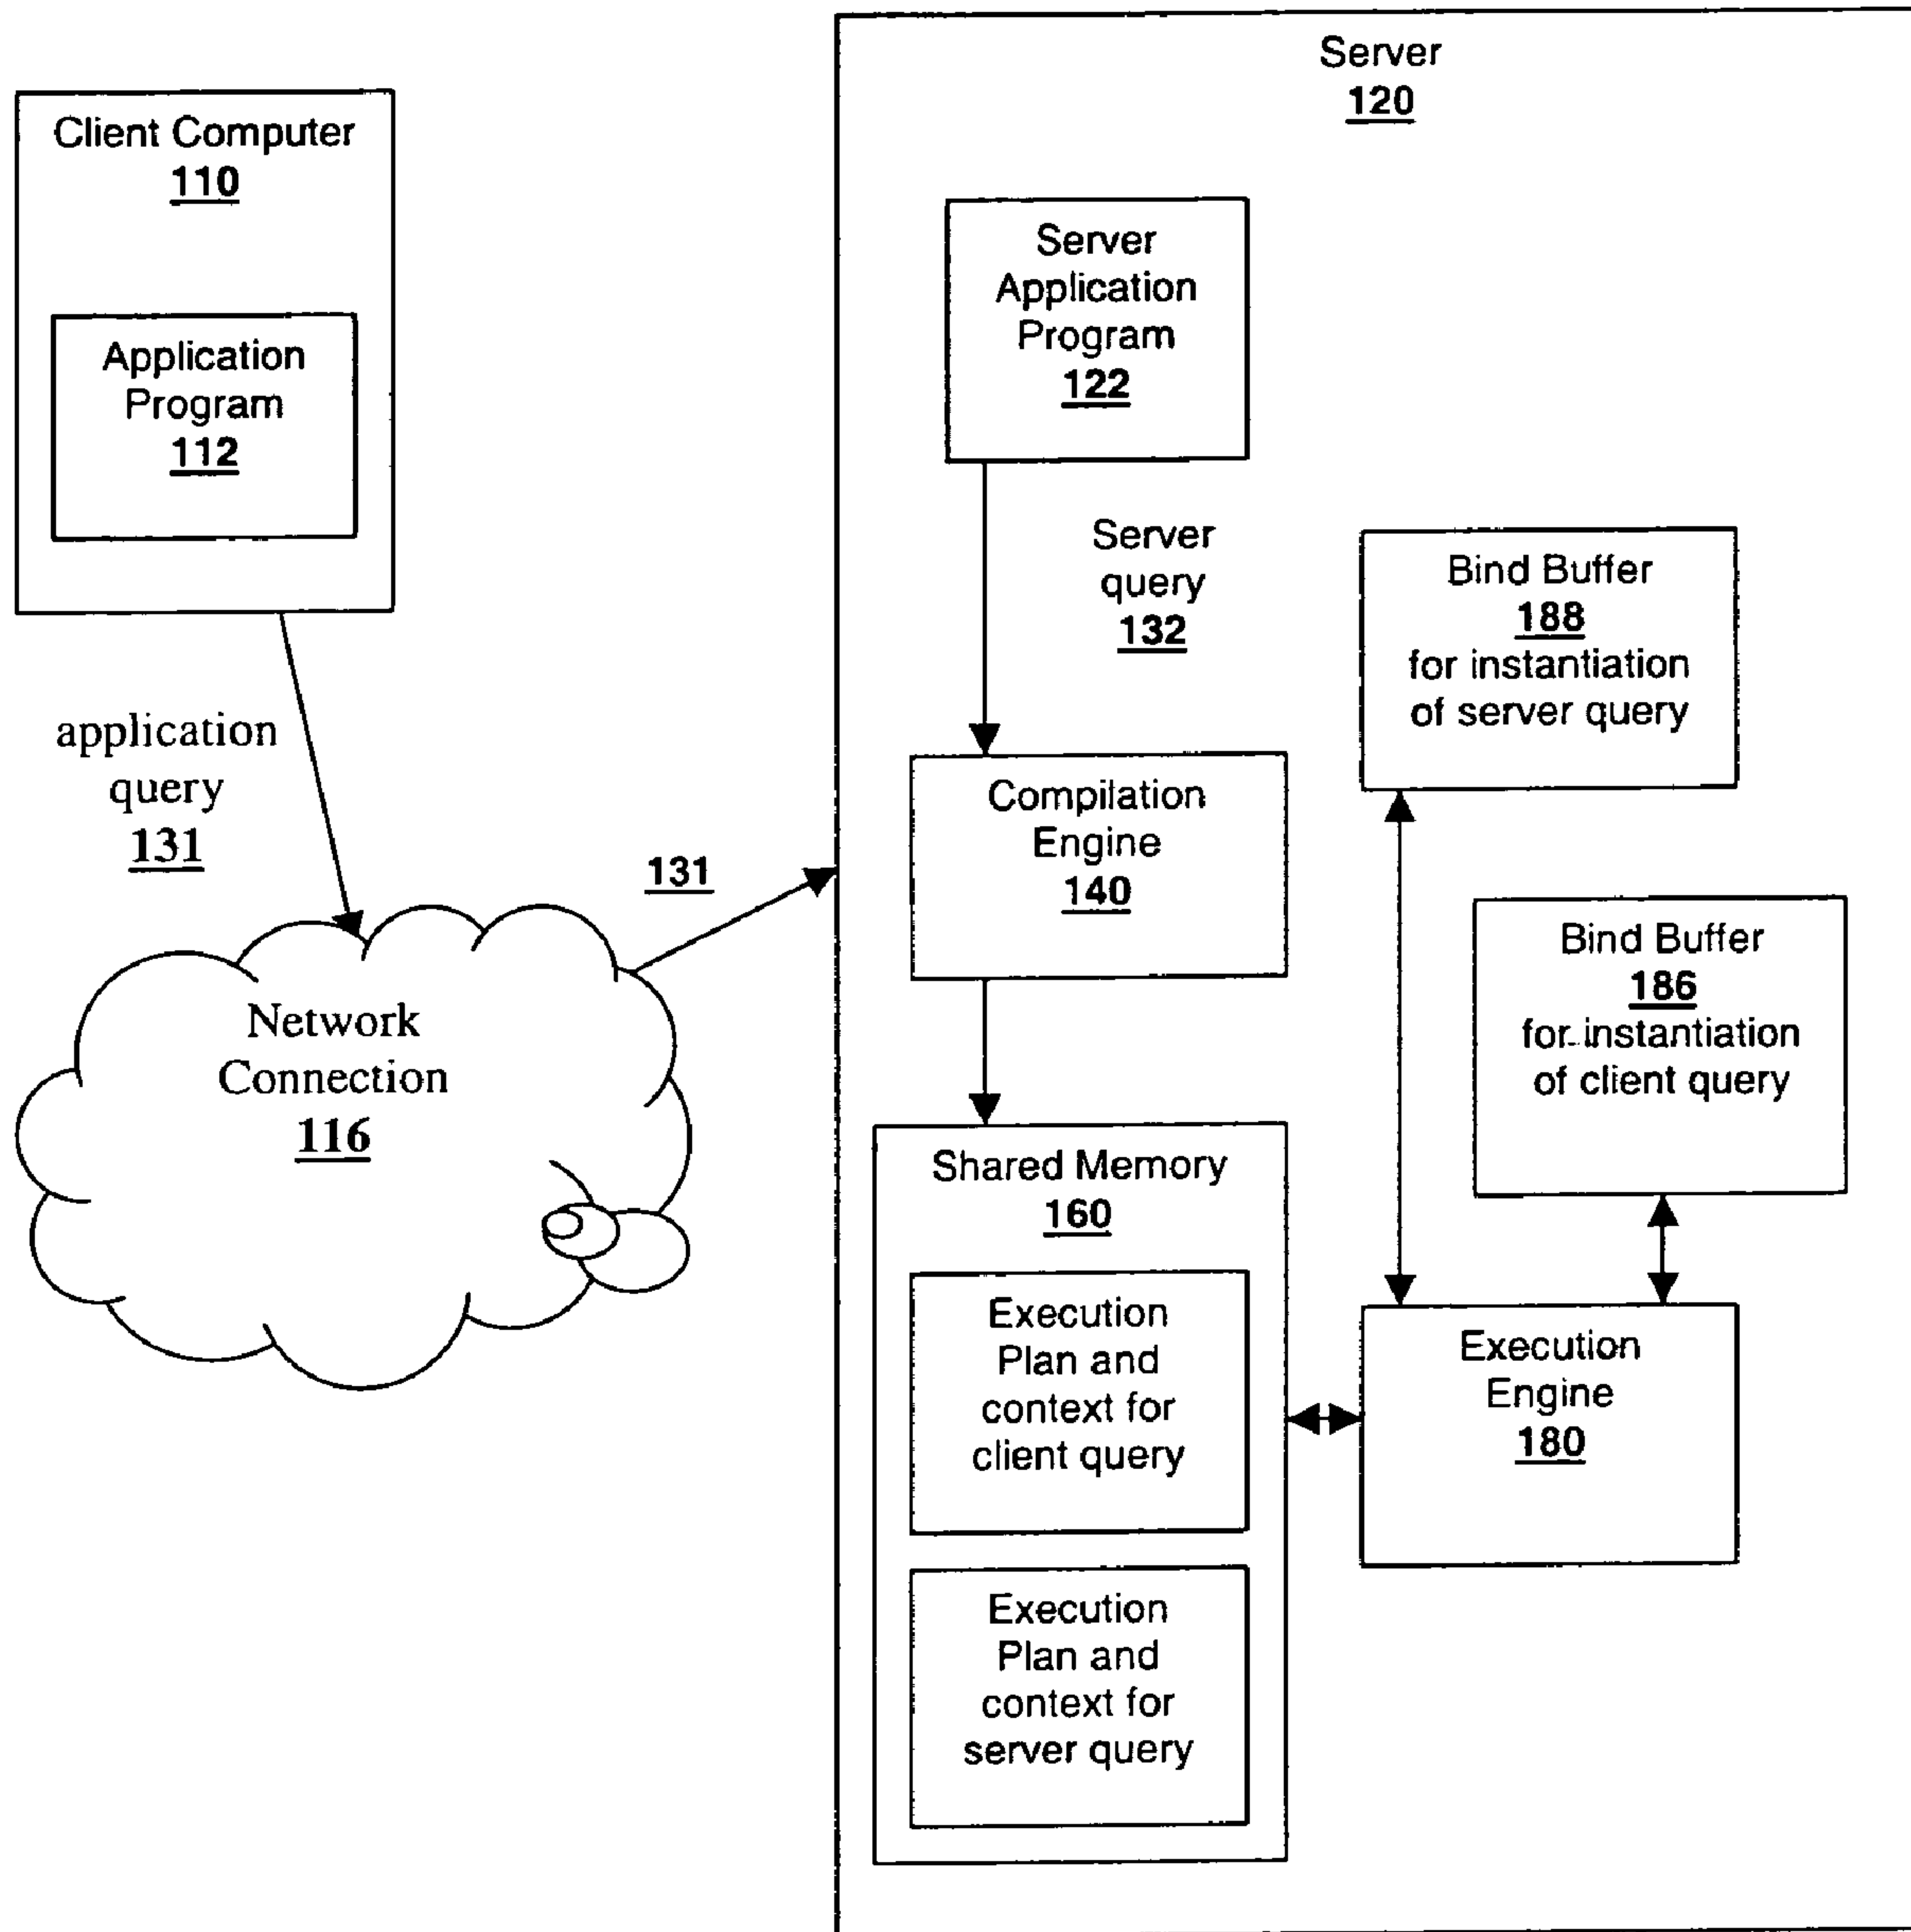 Client Computer
110
Application
Program
112
application
query
131
Network
Connection
116
131
Server
120
Server
Application
Program
122
Server
query
132
Compilation
Engine
140
Shared Memory
160
Execution
Plan and
context for
client query
Execution
Plan and
context for
server query
Bind Buffer
188
for instantiation
of server query
Bind Buffer
186
for instantiation
of client query
Execution
Engine
180